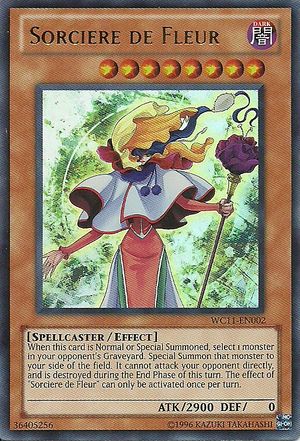 SORCIERE DE FLEUR
DARK
闇
WC11-EN002
[SPELLCASTER / EFFECT]
When this card is Normal or Special Summoned, select 1 monster
in your opponent's Graveyard. Special Summon that monster to
your side of the field. It cannot attack your opponent directly,
and is destroyed during the End Phase of this turn. The effect of
"Sorciere de Fleur" can only be activated once per turn.
ATK/2900 DEF/ 0
36405256
©1996 KAZUKI TAKAHASHI